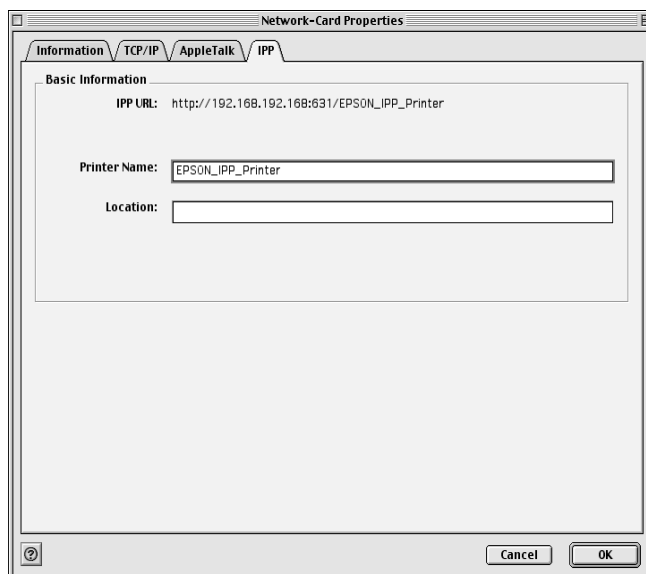 Network-Card Properties
Information TCP/IP AppleTalk IPP
Basic Information
IPP URL: http://192.168.192.168:631/EPSON_IPP_Printer
Printer Name: EPSON_IPP_Printer
Location:
? Cancel OK